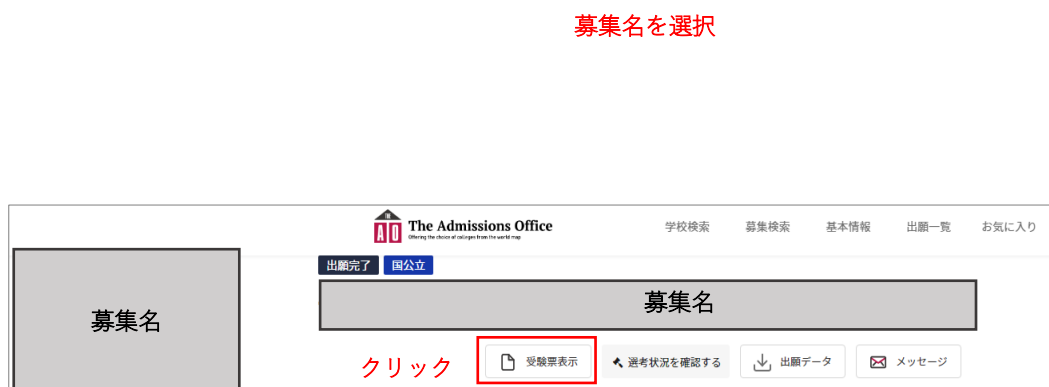 募集名を選択
The Admissions Office
Offering the choice of colleges from the world map
学校検索 募集検索 基本情報 出願一覧 お気に入り
出願完了 国公立
募集名
募集名
クリック 受験票表示 選考状況を確認する 出願データ メッセージ